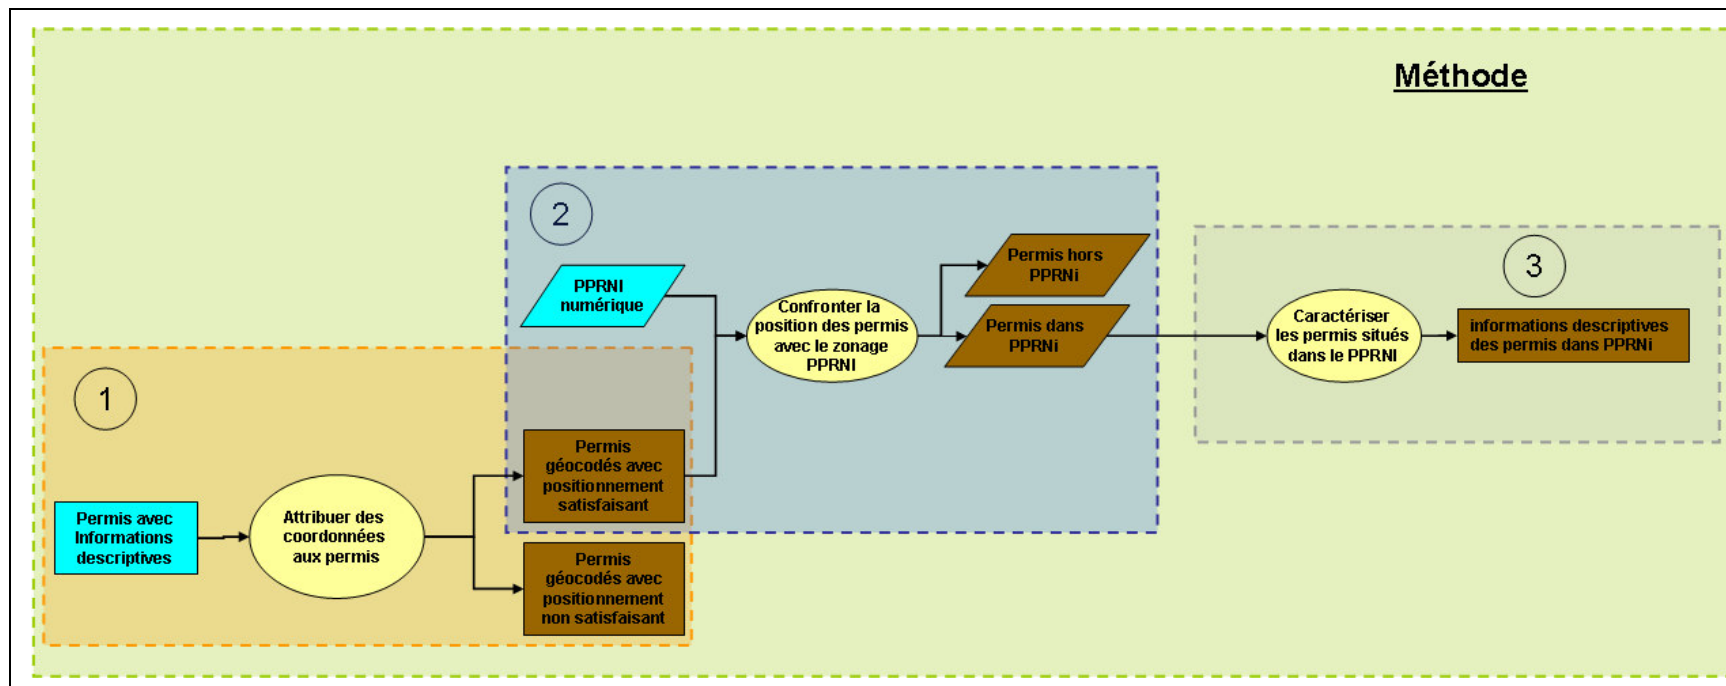 Méthode
2
PPRNI
numérique
Confronter la
position des permis
avec le zonage
PPRNI
Permis hors
PPRNi
Permis dans
PPRNi
3
Caractériser
les permis situés
dans le PPRNI
informations descriptives
des permis dans PPRNi
1
Permis avec
Informations
descriptives
Attribuer des
coordonnées
aux permis
Permis
géocodés avec
positionnement
satisfaisant
Permis
géocodés avec
positionnement
non satisfaisant